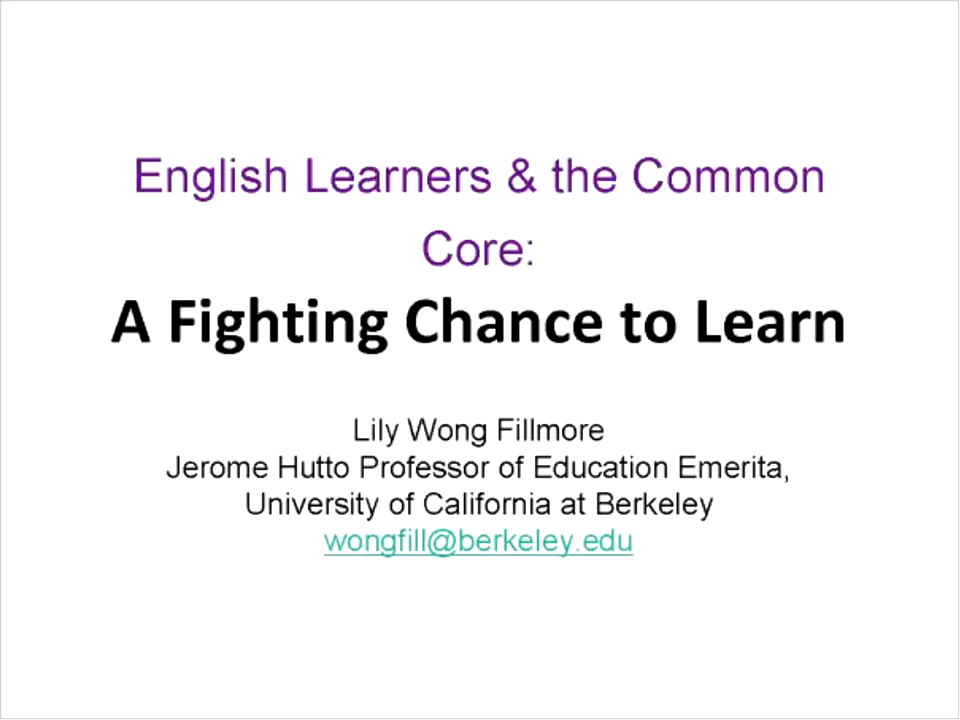 English Learners & the Common
Core:
A Fighting Chance to Learn
Lily Wong Fillmore
Jerome Hutto Professor of Education Emerita,
University of California at Berkeley
wongfill@berkeley.edu